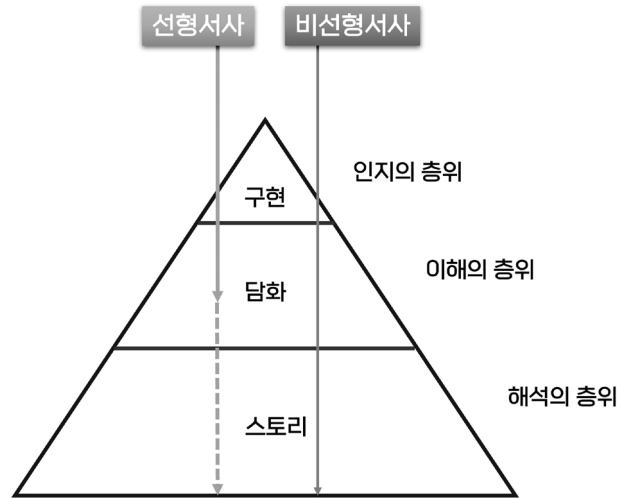 선형서사
비선형서사
인지의 층위
구현
이해의 층위
담화
해석의 층위
스토리